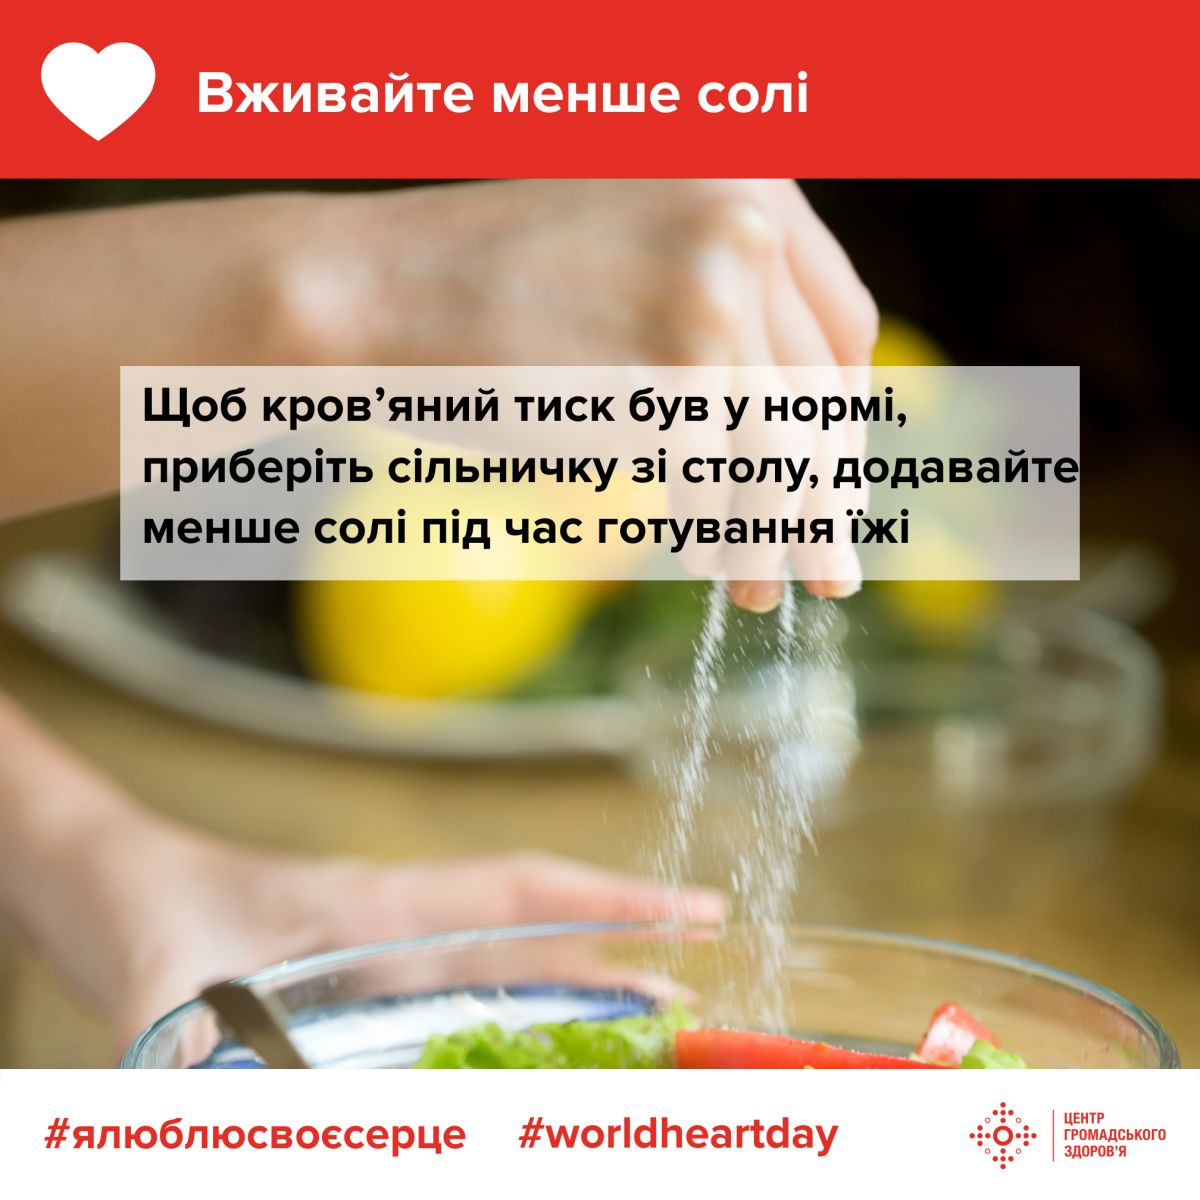 Вживайте менше солі
Щоб кров’яний тиск був у нормі,
приберіть сільничку зі столу, додавайте
менше солі під час готування їжі
#ялюблюсвоєсерце #worldheartday
ЦЕНТР
ГРОМАДСЬКОГО
ЗДОРОВ'Я